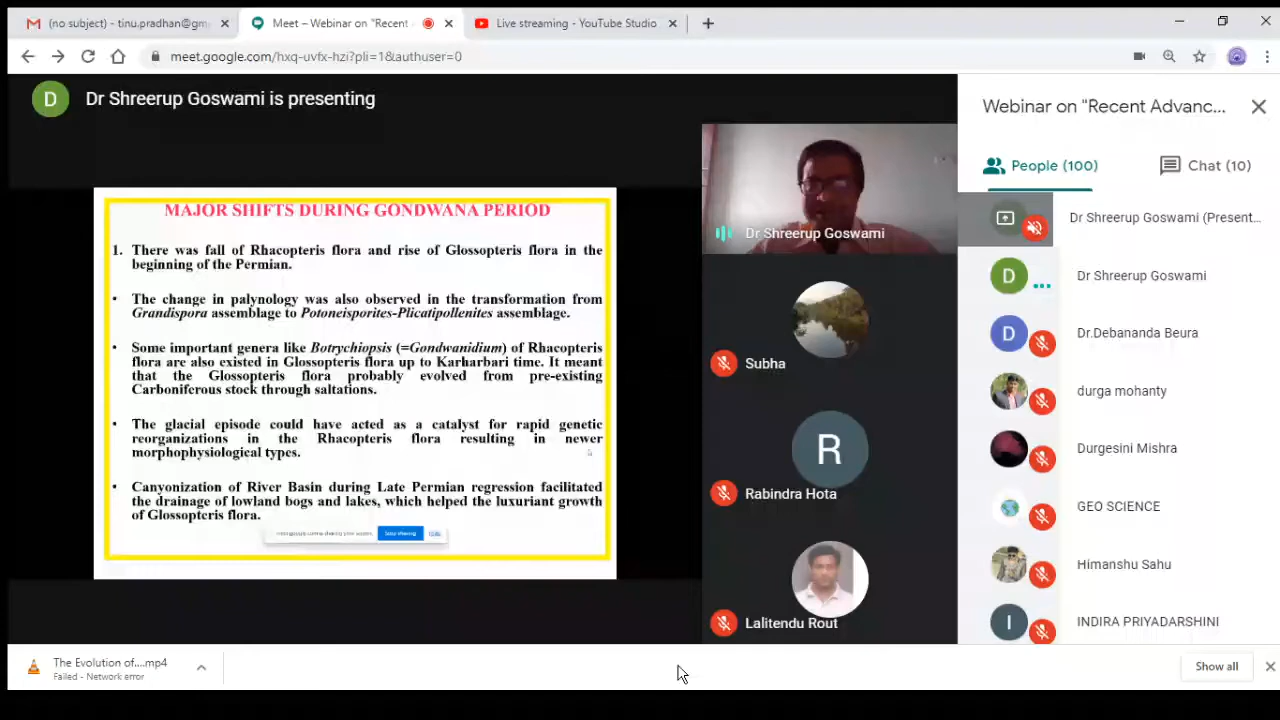 (no subject) - tinu.pradhan@gm
Meet – Webinar on "Recent
Live streaming - YouTube Studio
meet.google.com/hxq-uvfx-hzi?pli=1&authuser=0
D
Dr Shreerup Goswami is presenting
MAJOR SHIFTS DURING GONDWANA PERIOD
1. There was fall of Rhacopteris flora and rise of Glossopteris flora in the
beginning of the Permian.
• The change in palynology was also observed in the transformation from
Grandispora assemblage to Potoneisporites-Plicatipollenites assemblage.
• Some important genera like Botrychiopsis (=Gondwanidium) of Rhacopteris
flora are also existed in Glossopteris flora up to Karharbari time. It meant
that the Glossopteris flora probably evolved from pre-existing
Carboniferous stock through saltations.
• The glacial episode could have acted as a catalyst for rapid genetic
reorganizations in the Rhacopteris flora resulting in newer
morphophysiological types.
• Canyonization of River Basin during Late Permian regression facilitated
the drainage of lowland bogs and lakes, which helped the luxuriant growth
of Glossopteris flora.
Stop sharing
Dr Shreerup Goswami
Subha
R
Rabindra Hota
Lalitendu Rout
Webinar on "Recent Advanc...
People (100)
Chat (10)
Dr Shreerup Goswami (Present...
D
Dr Shreerup Goswami
D
Dr.Debananda Beura
durga mohanty
Durgesini Mishra
GEO SCIENCE
Himanshu Sahu
I
INDIRA PRIYADARSHINI
The Evolution of....mp4
Failed - Network error
Show all